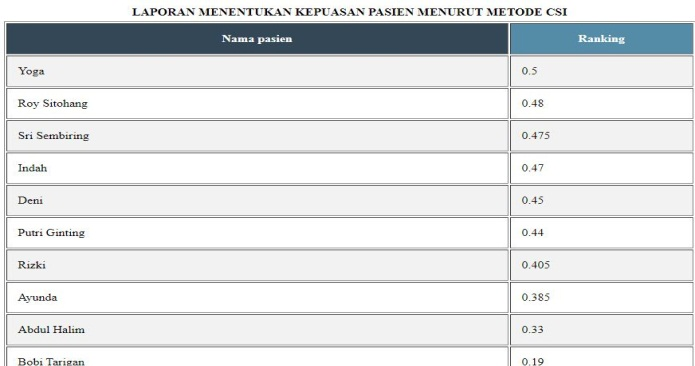 LAPORAN MENENTUKAN KEPUASAN PASIEN MENURUT METODE CSI
Nama pasien Ranking
Yoga 0.5
Roy Sitohang 0.48
Sri Sembiring 0.475
Indah 0.47
Deni 0.45
Putri Ginting 0.44
Rizki 0.405
Ayunda 0.385
Abdul Halim 0.33
Bobi Tarigan 0.19